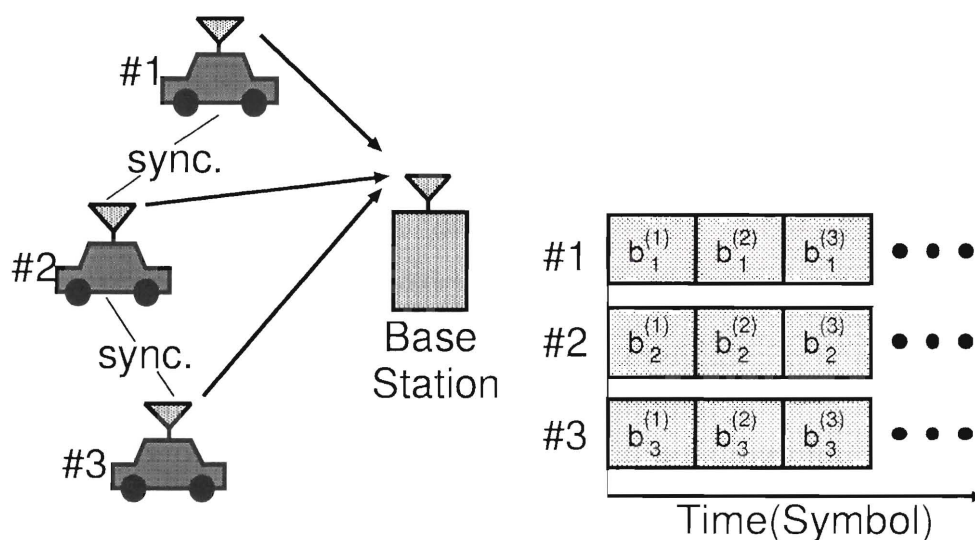 #1
sync.
#2
sync.
#3
Base
Station
#1 b₁⁽¹⁾ b₁⁽²⁾ b₁⁽³⁾ • • •
#2 b₂⁽¹⁾ b₂⁽²⁾ b₂⁽³⁾ • • •
#3 b₃⁽¹⁾ b₃⁽²⁾ b₃⁽³⁾ • • •
Time(Symbol)